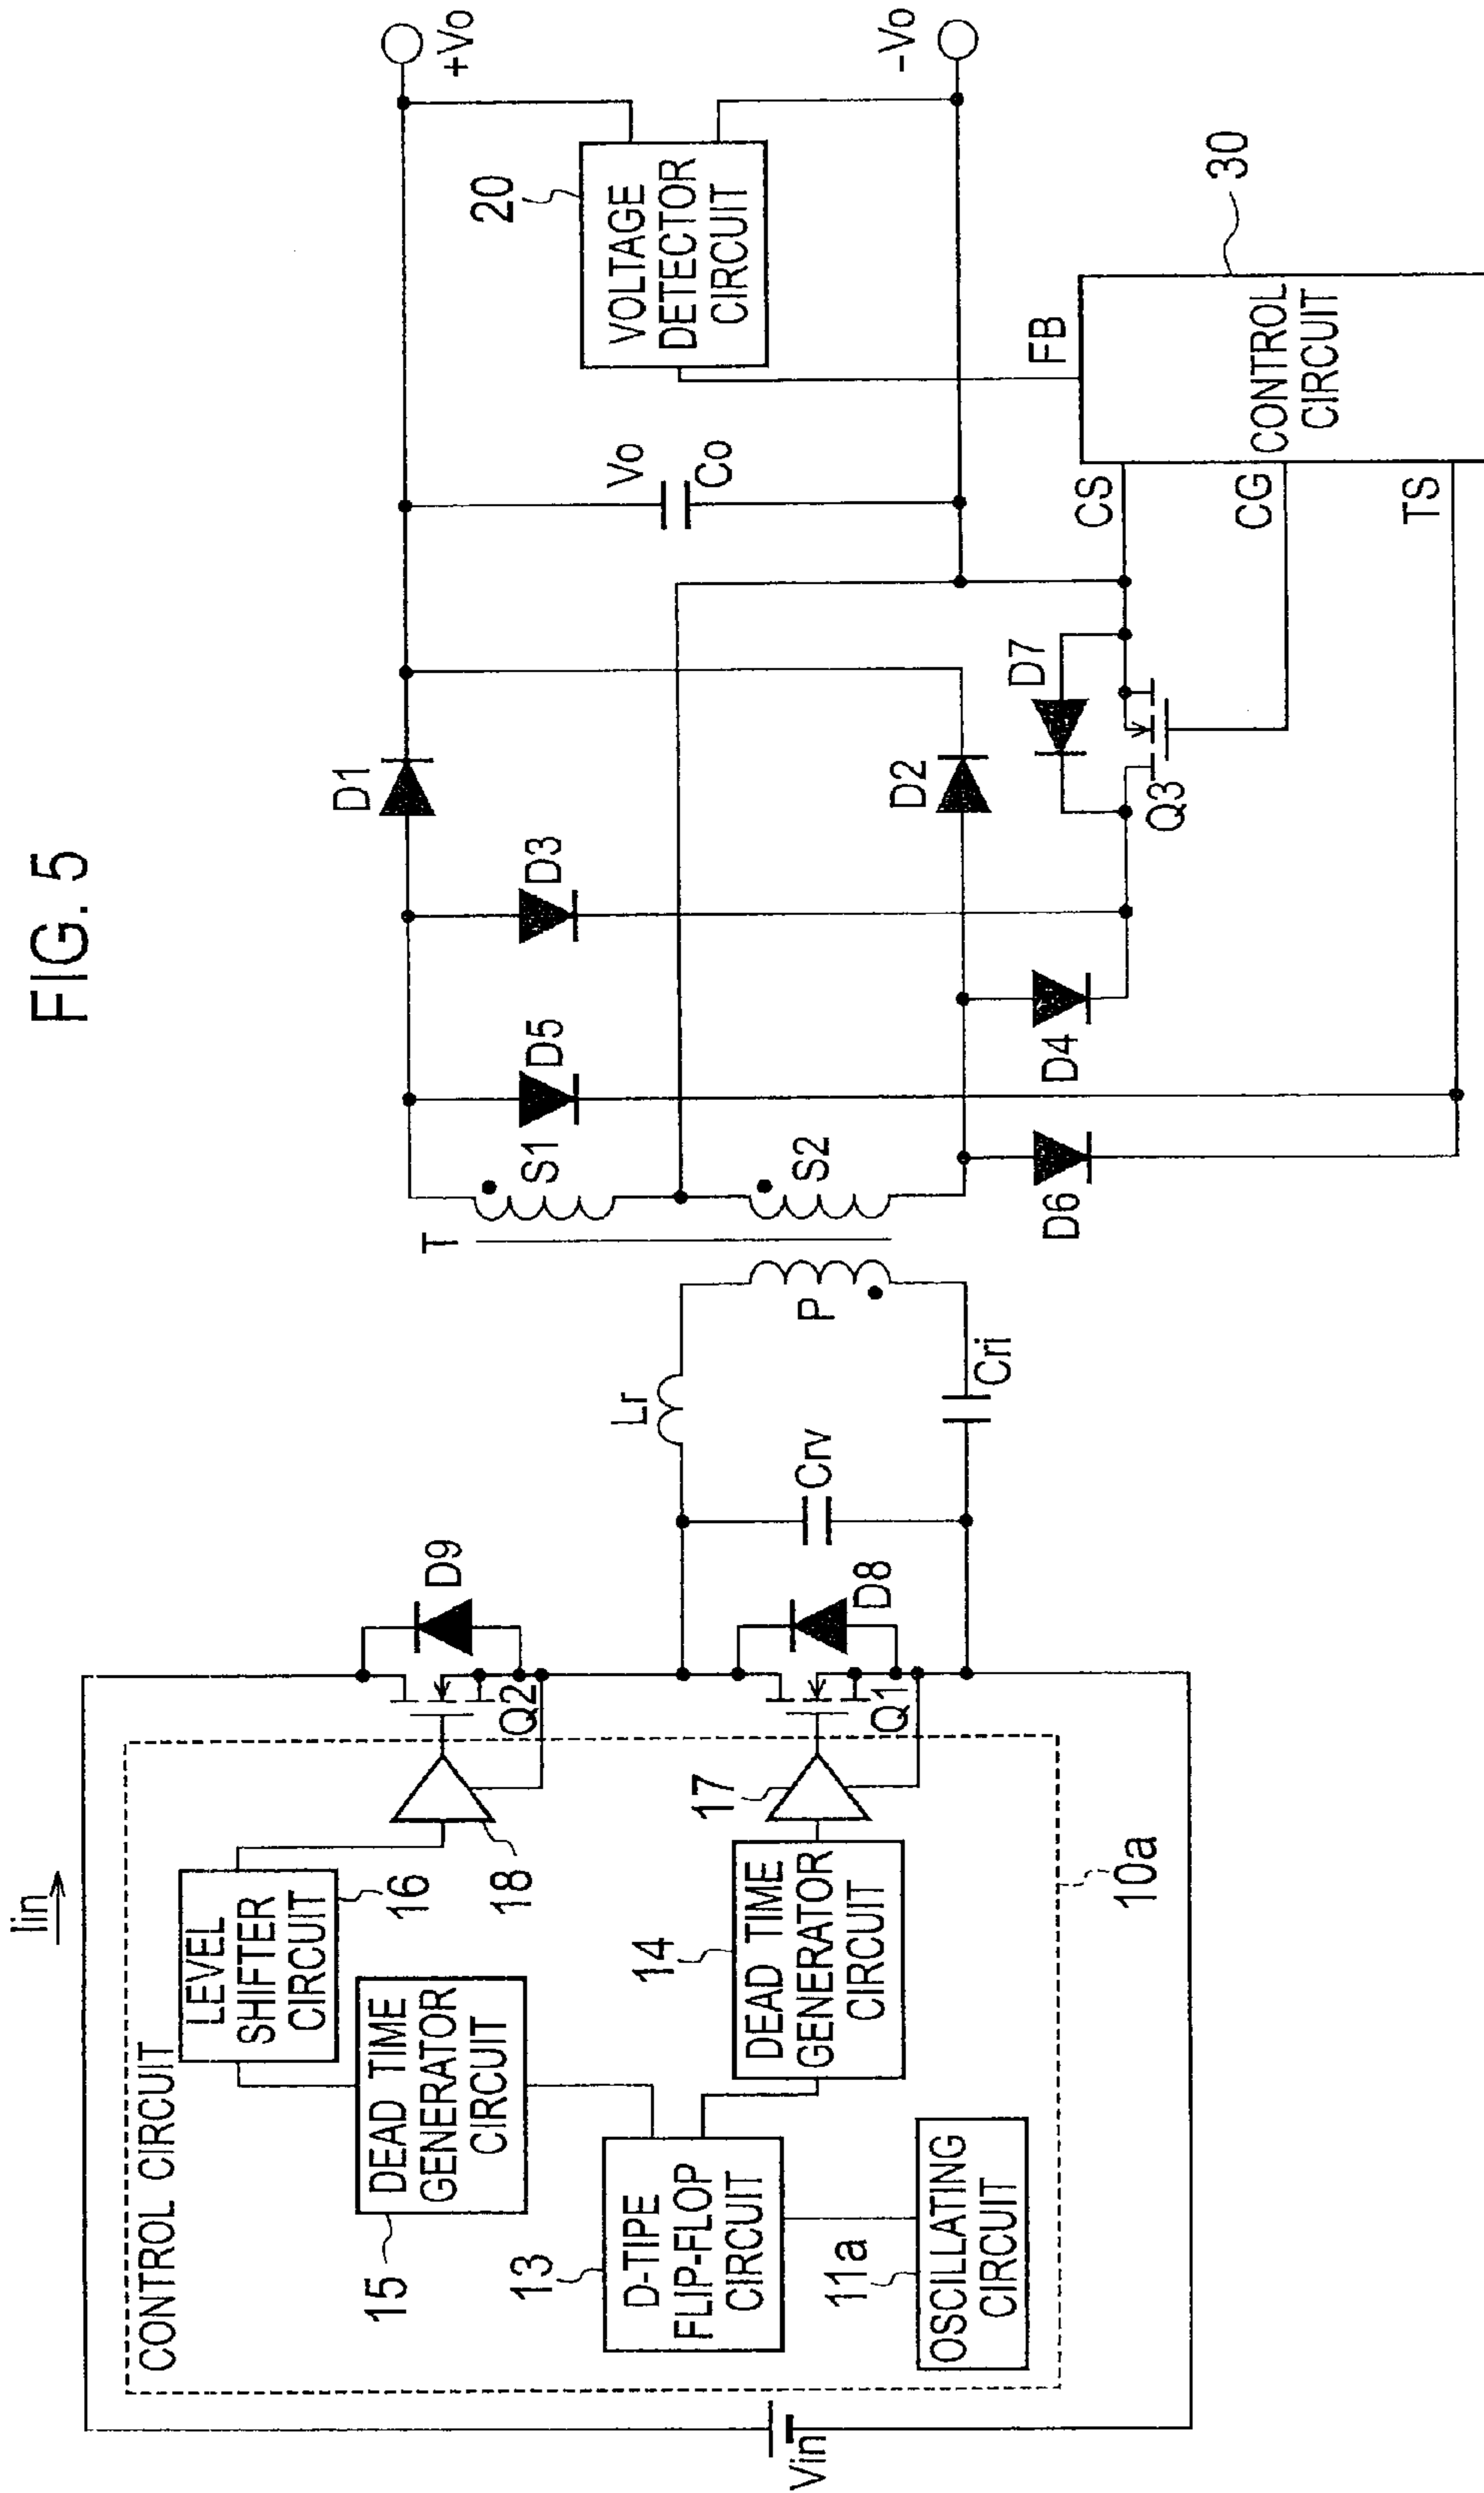 FIG. 5
Iin
CONTROL CIRCUIT
LEVEL
SHIFTER
CIRCUIT
16
15
DEAD TIME
GENERATOR
CIRCUIT
18
Q2
D9
13
D-TIPE
FLIP-FLOP
CIRCUIT
14
DEAD TIME
GENERATOR
CIRCUIT
17
Q1
D8
11a
OSCILLATING
CIRCUIT
10a
Vin
Lr
Crv
Cri
P
T
S1
S2
D5
D3
D1
D6
D4
D2
D7
Q3
Vo
Co
20
VOLTAGE
DETECTOR
CIRCUIT
+Vo
-Vo
FB
30
CS
CG
TS
CONTROL
CIRCUIT